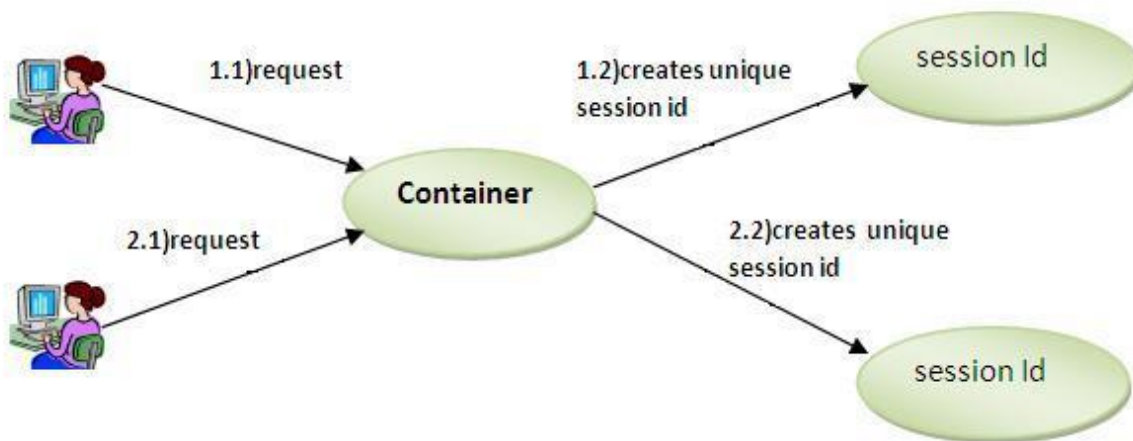 1.1)request
1.2)creates unique
session id
session Id
Container
2.1)request
2.2)creates unique
session id
session Id